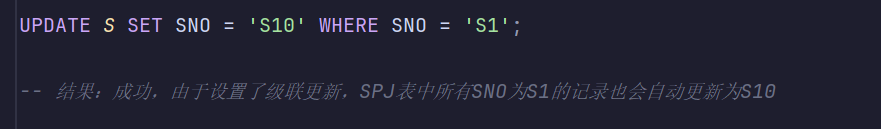 UPDATE S SET SNO = 'S10' WHERE SNO = 'S1';
-- 结果：成功，由于设置了级联更新，SPJ表中所有SNO为S1的记录也会自动更新为S10